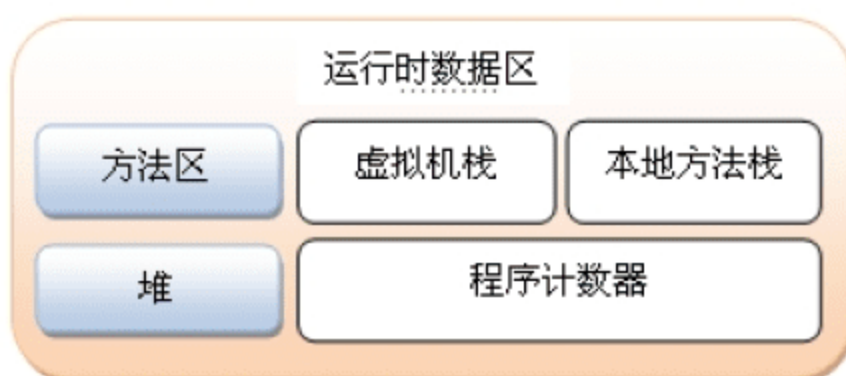 运行时数据区
方法区
虚拟机栈
本地方法栈
堆
程序计数器